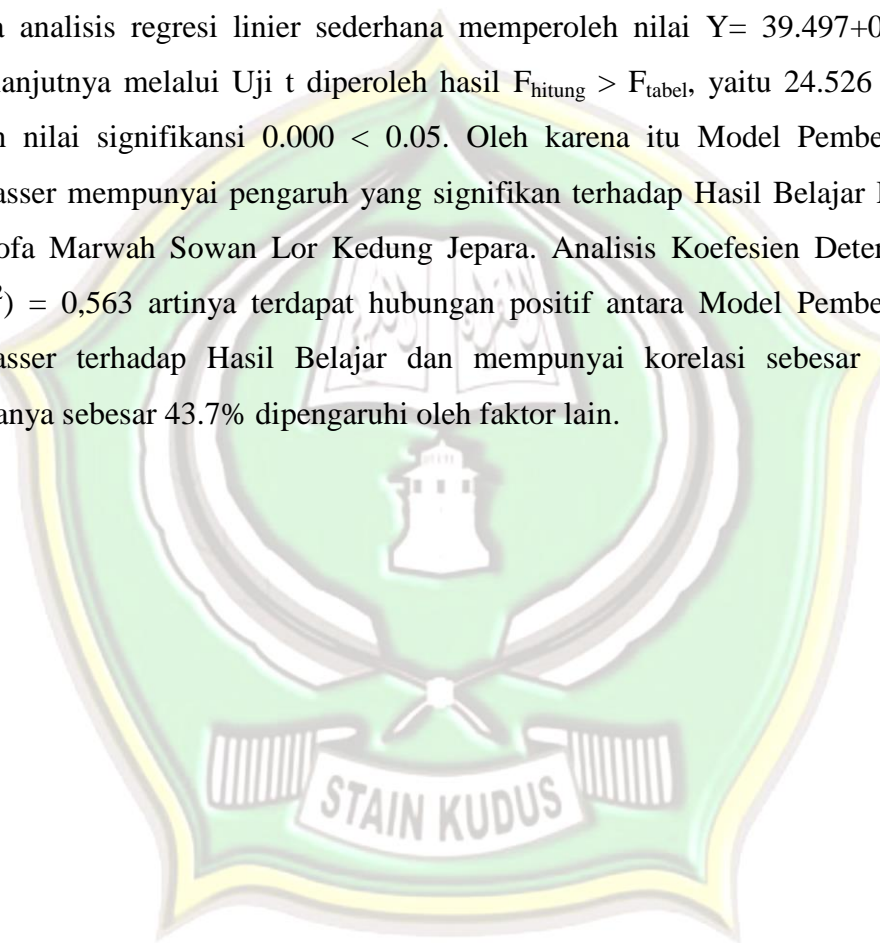 a analisis regresi linier sederhana memperoleh nilai Y= 39.497+0
anjutnya melalui Uji t diperoleh hasil Fhitung > Ftabel, yaitu 24.526
n nilai signifikansi 0.000 < 0.05. Oleh karena itu Model Pembe
asser mempunyai pengaruh yang signifikan terhadap Hasil Belajar
ofa Marwah Sowan Lor Kedung Jepara. Analisis Koefesien Deter
²) = 0,563 artinya terdapat hubungan positif antara Model Pembe
asser terhadap Hasil Belajar dan mempunyai korelasi sebesar
anya sebesar 43.7% dipengaruhi oleh faktor lain.
STAIN KUDUS